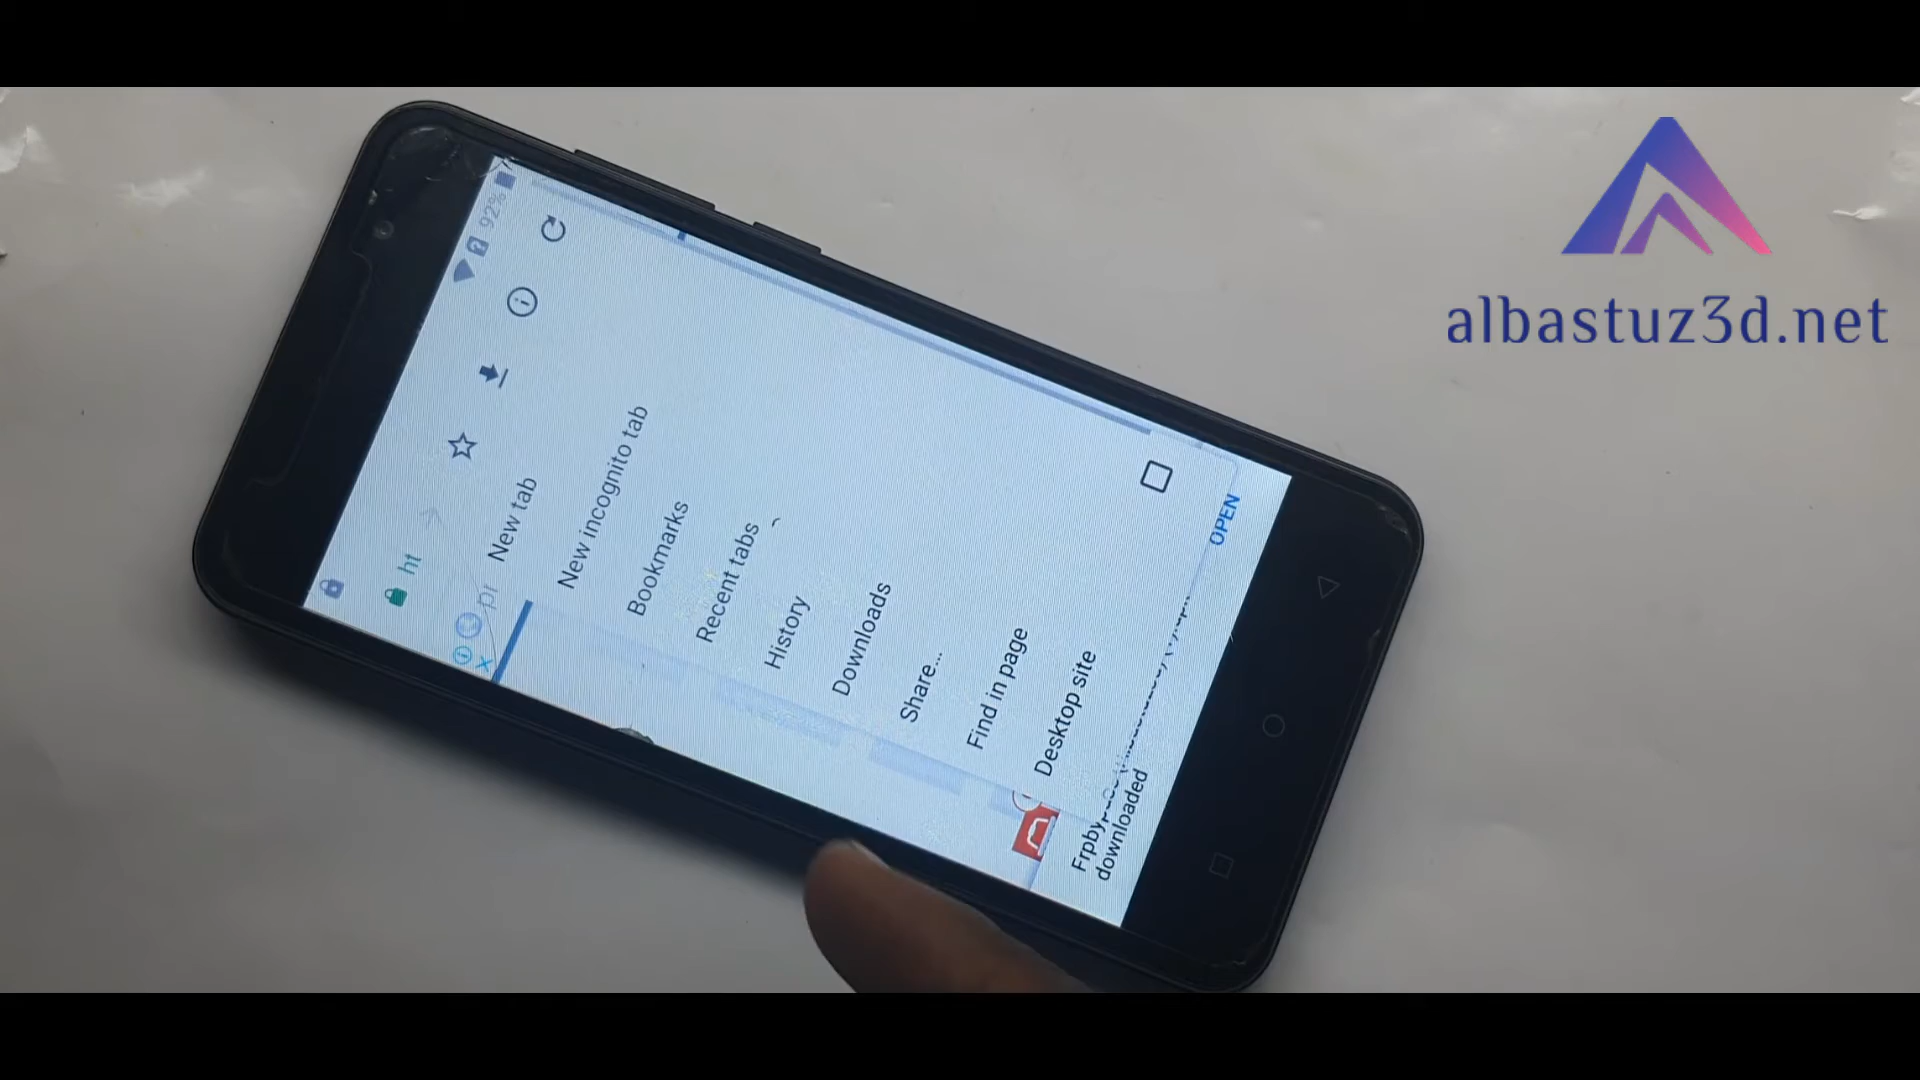 albastuz3d.net
92%
ht
New tab
New incognito tab
Bookmarks
Recent tabs
History
Downloads
Share...
Find in page
Desktop site
downloaded
OPEN